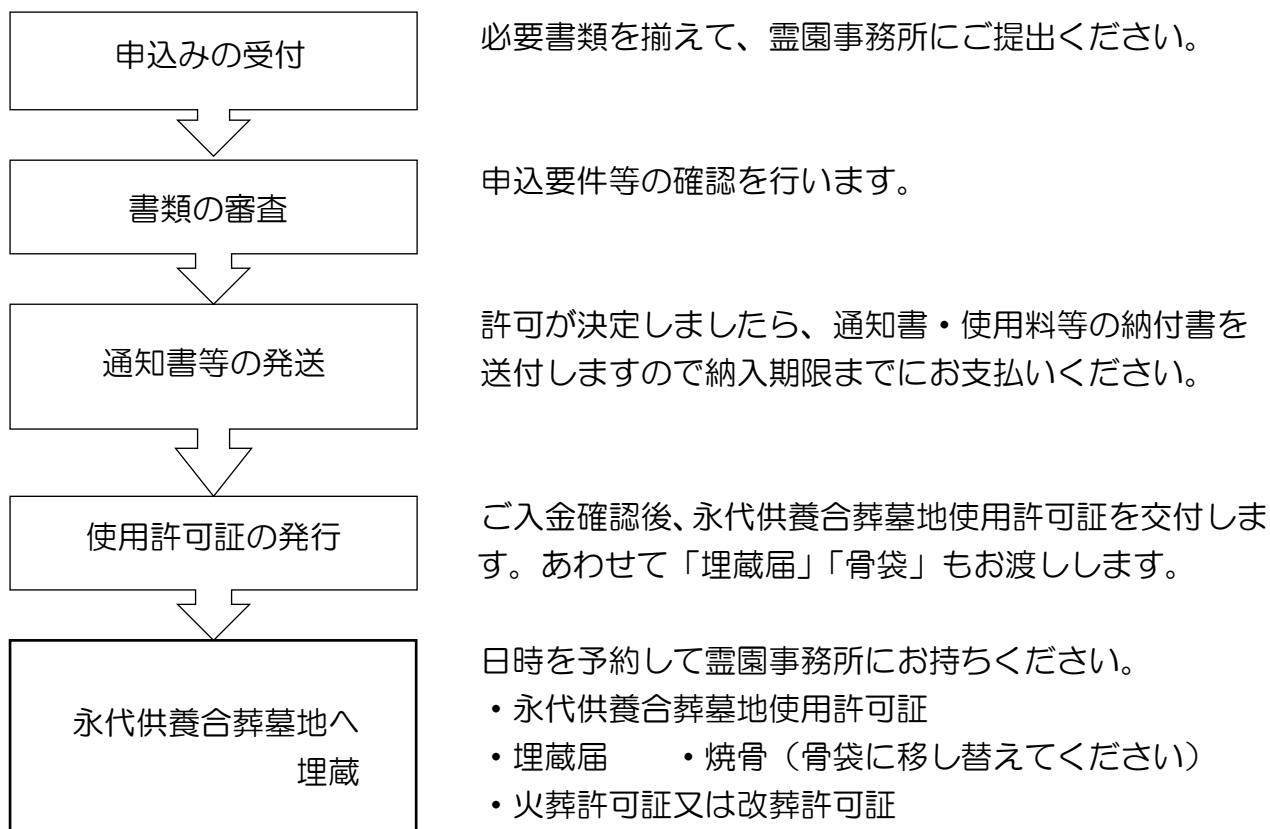 申込みの受付
必要書類を揃えて、霊園事務所にご提出ください。
書類の審査
申込要件等の確認を行います。
通知書等の発送
許可が決定しましたら、通知書・使用料等の納付書を
送付しますので納入期限までにお支払いください。
使用許可証の発行
ご入金確認後、永代供養合葬墓地使用許可証を交付しま
す。あわせて「埋蔵届」「骨袋」もお渡しします。
永代供養合葬墓地へ
埋蔵
日時を予約して霊園事務所にお持ちください。
・永代供養合葬墓地使用許可証
・埋蔵届　　・焼骨（骨袋に移し替えてください）
・火葬許可証又は改葬許可証